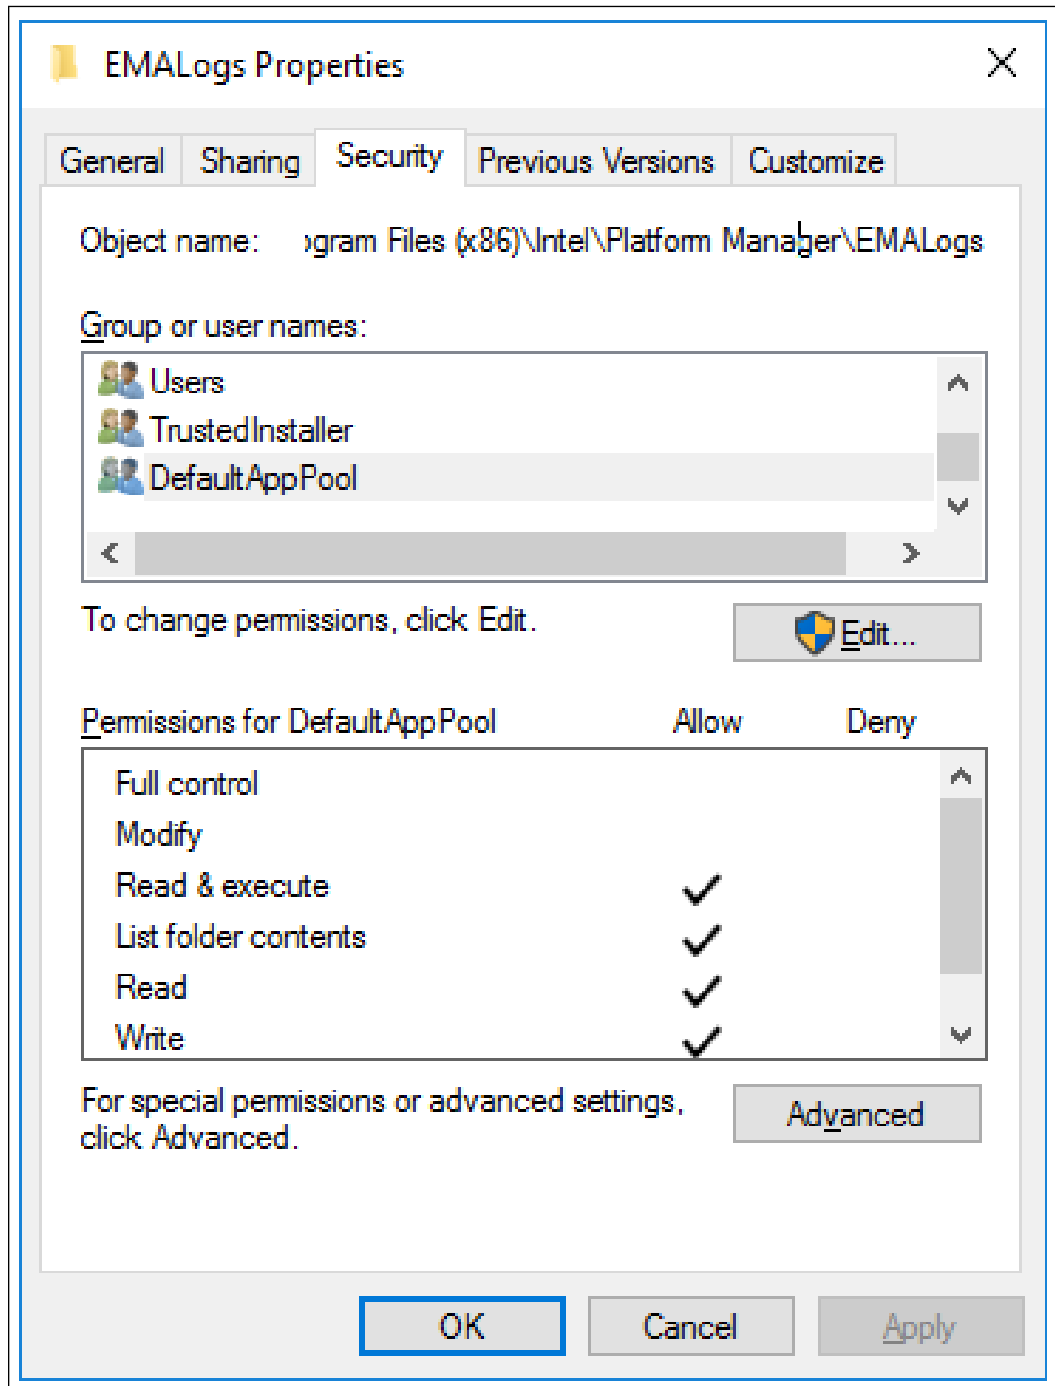 EMALogs Properties
General Sharing Security Previous Versions Customize
Object name: ogram Files (x86)\Intel\Platform Manager\EMALogs
Group or user names:
Users
TrustedInstaller
DefaultAppPool
To change permissions, click Edit.
Edit...
Permissions for DefaultAppPool Allow Deny
Full control
Modify
Read & execute
List folder contents
Read
Write
For special permissions or advanced settings,
click Advanced.
Advanced
OK Cancel Apply